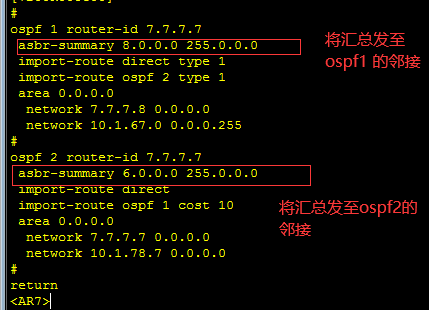 #
ospf 1 router-id 7.7.7.7
asbr-summary 8.0.0.0 255.0.0.0
将汇总发至
ospf1 的邻接
import-route direct type 1
import-route ospf 2 type 1
area 0.0.0.0
network 7.7.7.8 0.0.0.0
network 10.1.67.0 0.0.0.255
#
ospf 2 router-id 7.7.7.7
asbr-summary 6.0.0.0 255.0.0.0
import-route direct
import-route ospf 1 cost 10
将汇总发至ospf2的
邻接
area 0.0.0.0
network 7.7.7.7 0.0.0.0
network 10.1.78.7 0.0.0.0
#
return
<AR7>